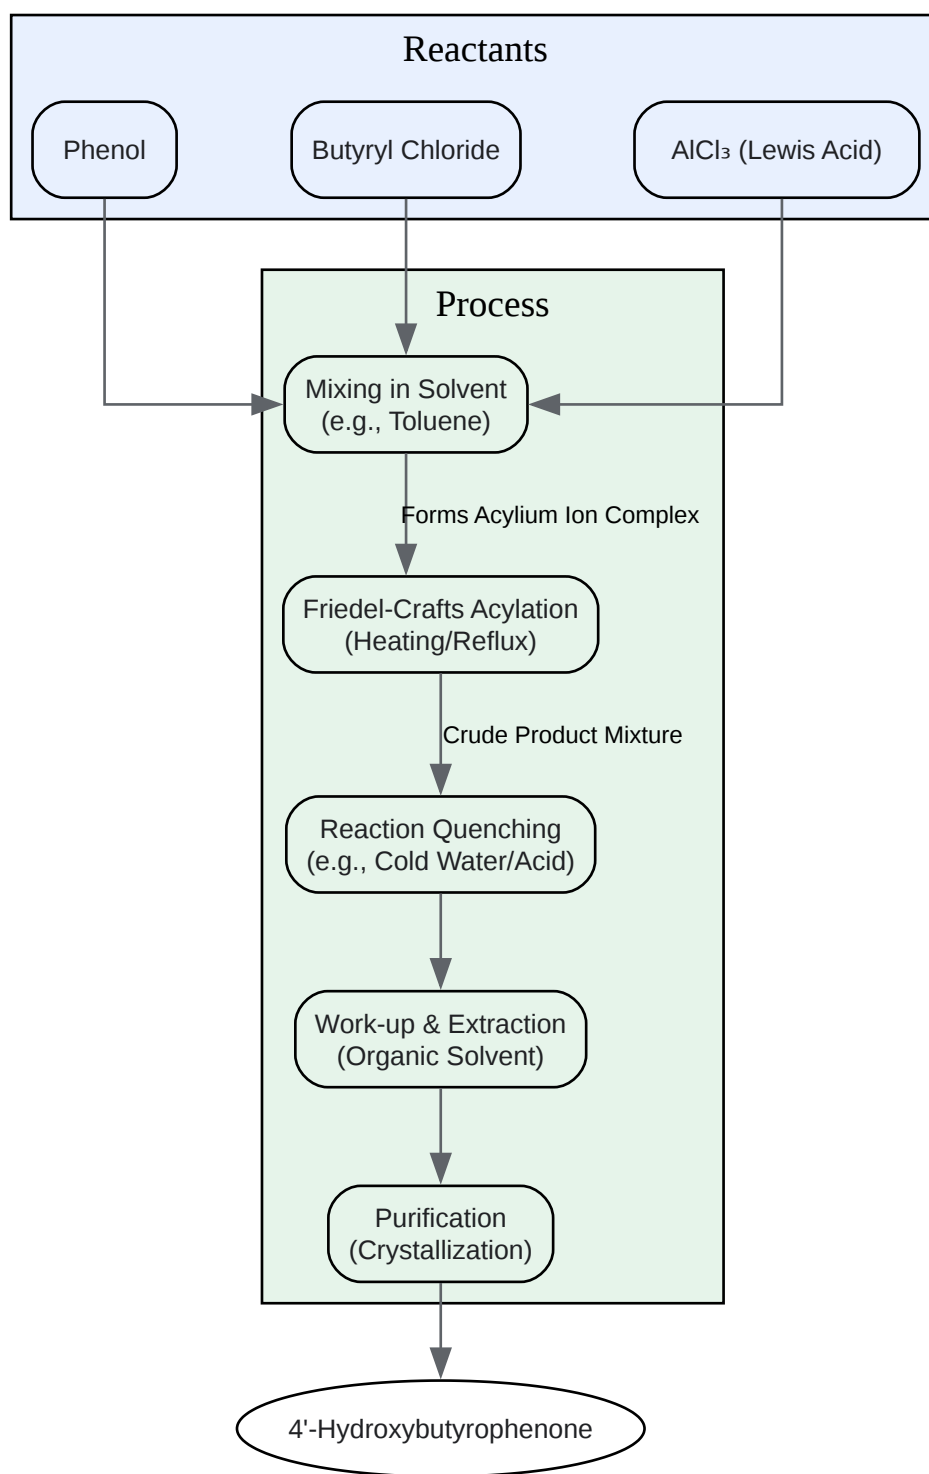 Reactants
Phenol
Butyryl Chloride
AlCl₃ (Lewis Acid)
Process
Mixing in Solvent
(e.g., Toluene)
Forms Acylium Ion Complex
Friedel-Crafts Acylation
(Heating/Reflux)
Crude Product Mixture
Reaction Quenching
(e.g., Cold Water/Acid)
Work-up & Extraction
(Organic Solvent)
Purification
(Crystallization)
4'-Hydroxybutyrophenone